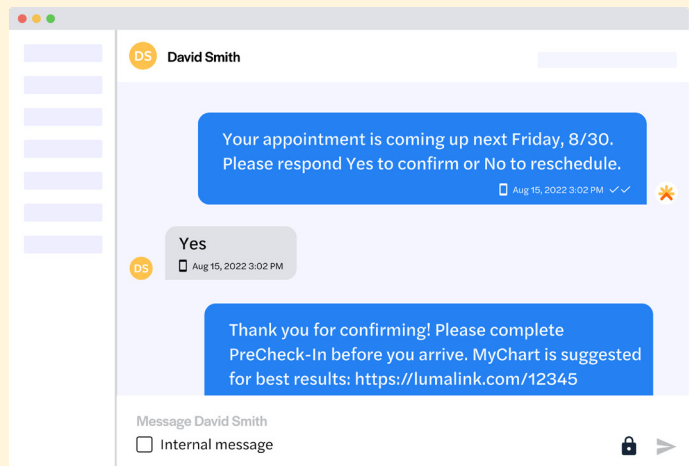 DS David Smith
Your appointment is coming up next Friday, 8/30.
Please respond Yes to confirm or No to reschedule.
Aug 15, 2022 3:02 PM
Yes
DS Aug 15, 2022 3:02 PM
Thank you for confirming! Please complete
PreCheck-In before you arrive. MyChart is suggested
for best results: https://lumalink.com/12345
Message David Smith
Internal message